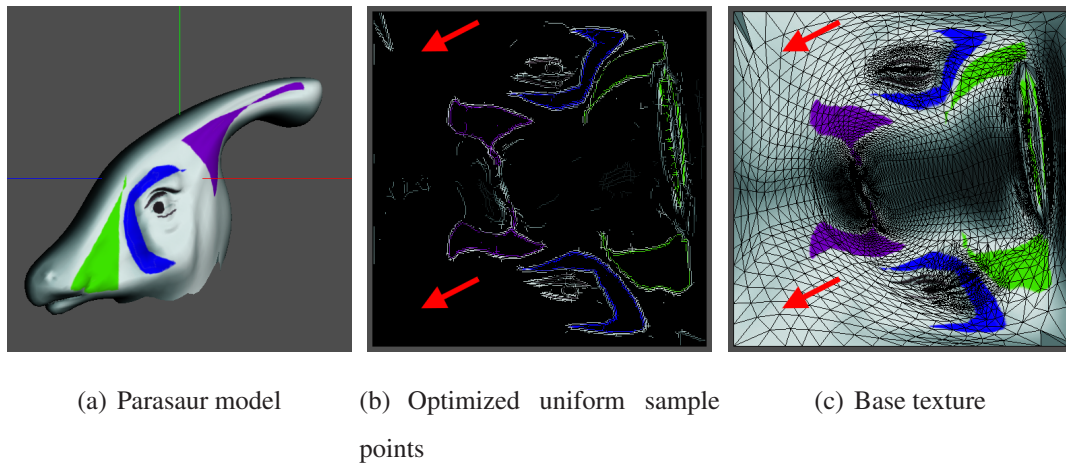 (a) Parasaur model
(b) Optimized uniform sample
points
(c) Base texture